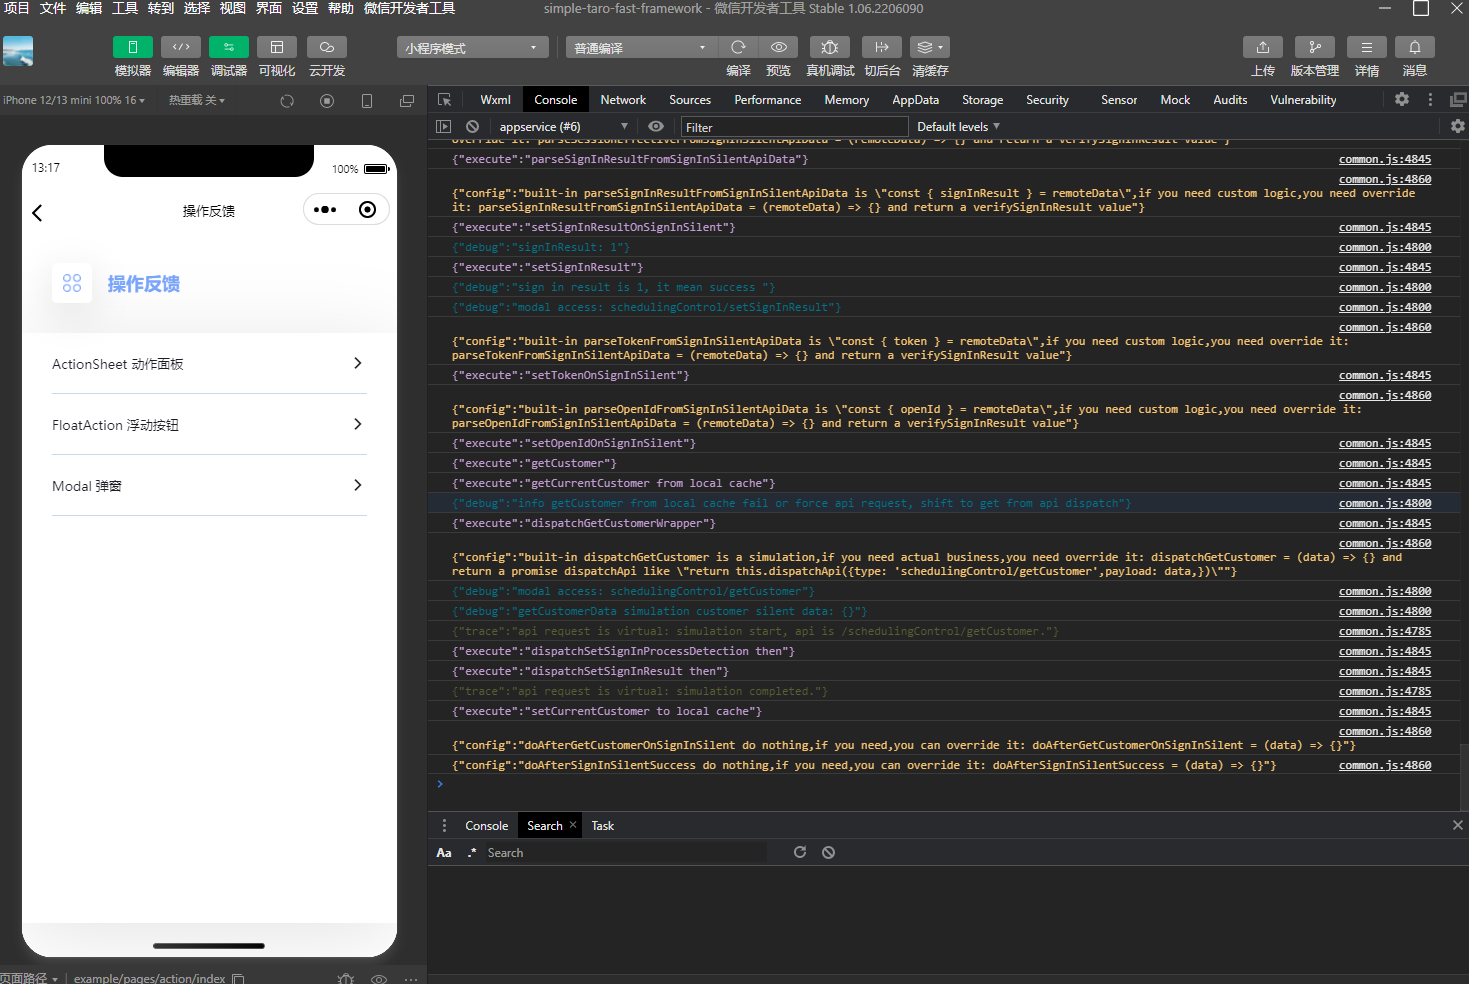 项目 文件 编辑 工具 转到 选择 视图 界面 设置 帮助 微信开发者工具
simple-taro-fast-framework - 微信开发者工具 Stable 1.06.2206090
小程序模式
普通编译
模拟器 编辑器 调试器 可视化 云开发
编译 预览 真机调试 切后台 清缓存
上传 版本管理 详情 消息
iPhone 12/13 mini 100% 16
热重载 关
Wxml Console Network Sources Performance Memory AppData Storage Security Sensor Mock Audits Vulnerability
appservice (#6)
Filter
Default levels
13:17
100%
操作反馈
操作反馈
ActionSheet 动作面板
FloatAction 浮动按钮
Modal 弹窗
页面路径
example/pages/action/index
override it: parseSessionEffectiveFromSignInSilentApiData = (remoteData) => {} and return a verifySignInResult value"}
{"execute":"parseSignInResultFromSignInSilentApiData"} common.js:4845
common.js:4860
{"config":"built-in parseSignInResultFromSignInSilentApiData is \"const { signInResult } = remoteData\",if you need custom logic,you need override
it: parseSignInResultFromSignInSilentApiData = (remoteData) => {} and return a verifySignInResult value"}
{"execute":"setSignInResultOnSignInSilent"} common.js:4845
{"debug":"signInResult: 1"} common.js:4800
{"execute":"setSignInResult"} common.js:4845
{"debug":"sign in result is 1, it mean success "} common.js:4800
{"debug":"modal access: schedulingControl/setSignInResult"} common.js:4800
common.js:4860
{"config":"built-in parseTokenFromSignInSilentApiData is \"const { token } = remoteData\",if you need custom logic,you need override it:
parseTokenFromSignInSilentApiData = (remoteData) => {} and return a verifySignInResult value"}
{"execute":"setTokenOnSignInSilent"} common.js:4845
common.js:4860
{"config":"built-in parseOpenIdFromSignInSilentApiData is \"const { openId } = remoteData\",if you need custom logic,you need override it:
parseOpenIdFromSignInSilentApiData = (remoteData) => {} and return a verifySignInResult value"}
{"execute":"setOpenIdOnSignInSilent"} common.js:4845
{"execute":"getCustomer"} common.js:4845
{"execute":"getCurrentCustomer from local cache"} common.js:4845
{"debug":"info getCustomer from local cache fail or force api request, shift to get from api dispatch"} common.js:4800
{"execute":"dispatchGetCustomerWrapper"} common.js:4845
common.js:4860
{"config":"built-in dispatchGetCustomer is a simulation,if you need actual business,you need override it: dispatchGetCustomer = (data) => {} and
return a promise dispatchApi like \"return this.dispatchApi({type: 'schedulingControl/getCustomer',payload: data,})\""}
{"debug":"modal access: schedulingControl/getCustomer"} common.js:4800
{"debug":"getCustomerData simulation customer silent data: {}"} common.js:4800
{"trace":"api request is virtual: simulation start, api is /schedulingControl/getCustomer."} common.js:4785
{"execute":"dispatchSetSignInProcessDetection then"} common.js:4845
{"execute":"dispatchSetSignInResult then"} common.js:4845
{"trace":"api request is virtual: simulation completed."} common.js:4785
{"execute":"setCurrentCustomer to local cache"} common.js:4845
common.js:4860
{"config":"doAfterGetCustomerOnSignInSilent do nothing,if you need,you can override it: doAfterGetCustomerOnSignInSilent = (data) => {}"}
{"config":"doAfterSignInSilentSuccess do nothing,if you need,you can override it: doAfterSignInSilentSuccess = (data) => {}"} common.js:4860
Console Search × Task
Aa .* Search